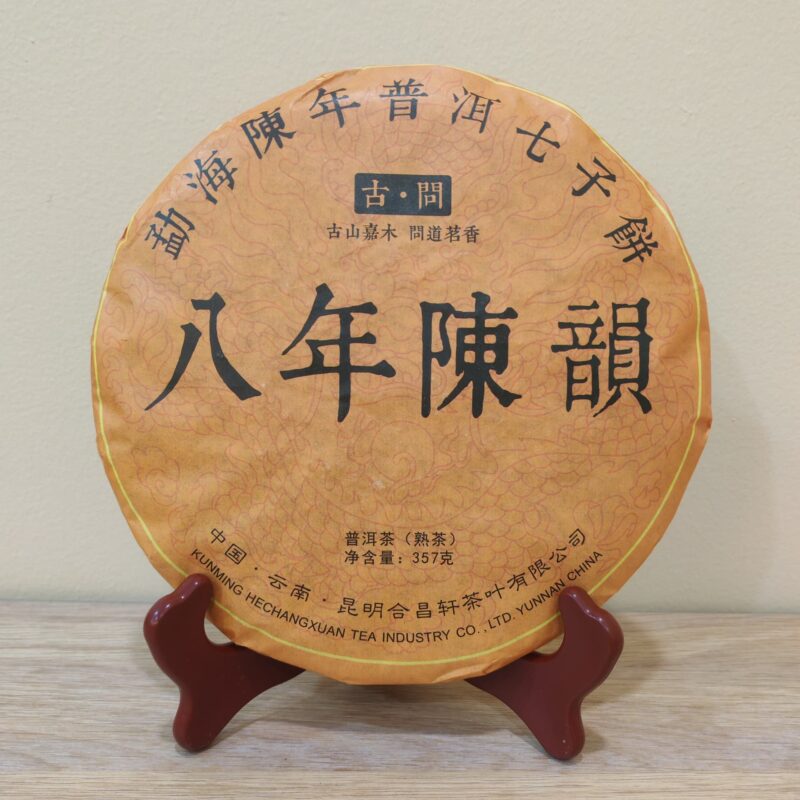 勐海陳年普洱七子餅
古·問
古山嘉木 問道茗香
八年陳韻
普洱茶（熟茶）
净含量：357克
中国·云南·昆明合昌轩茶叶有限公司
KUNMING HECHANGXUAN TEA INDUSTRY CO.,LTD. YUNNAN CHINA